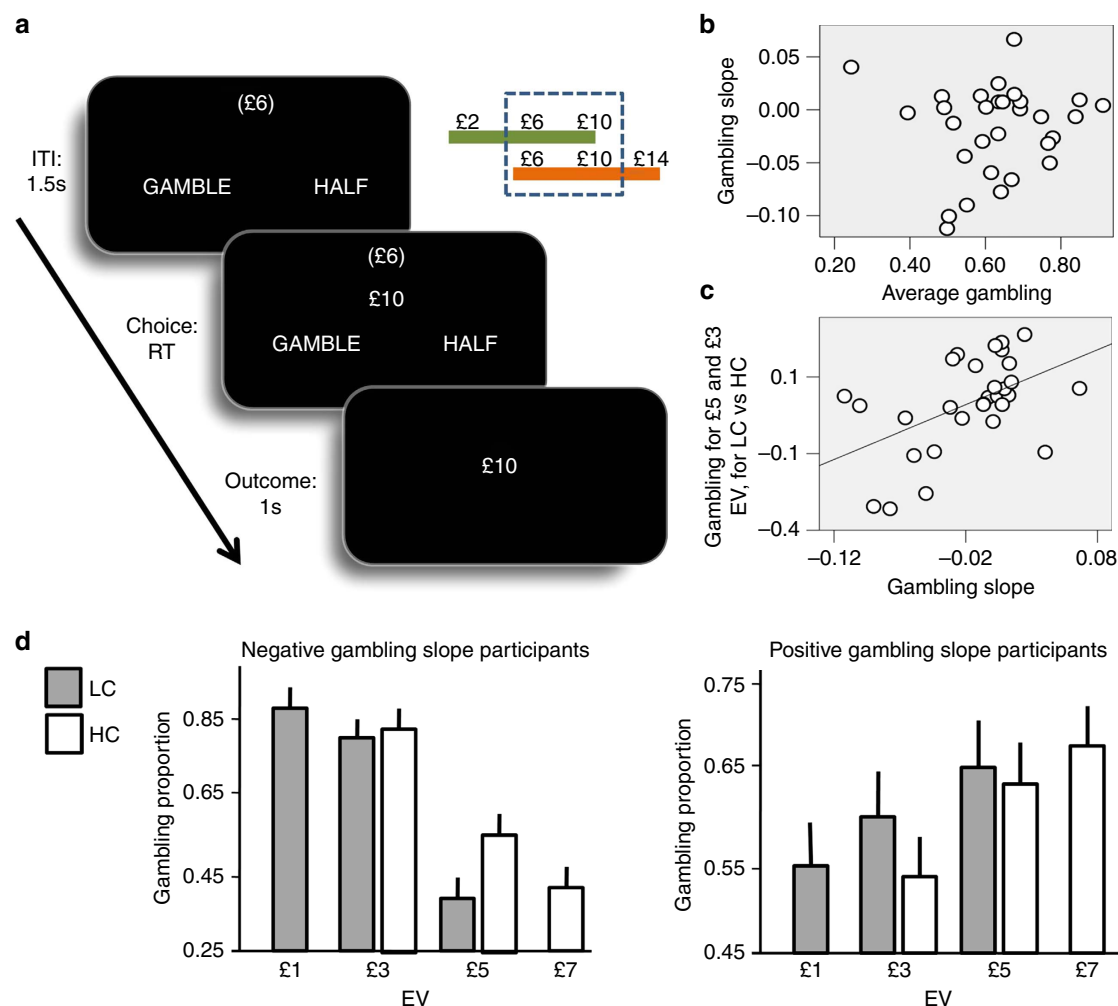 a
(£6)
ITI:
1.5s
GAMBLE HALF
£2 £6 £10
£6 £10 £14
(£6)
£10
Choice:
RT
GAMBLE HALF
Outcome:
1s
£10
b
Gambling slope
0.05
0.00
–0.05
–0.10
0.20 0.40 0.60 0.80
Average gambling
c
Gambling for £5 and £3
EV, for LC vs HC
0.1
–0.1
–0.4
–0.12 –0.02 0.08
Gambling slope
d
LC
HC
Negative gambling slope participants
Gambling proportion
0.85
0.65
0.45
0.25
£1 £3 £5 £7
EV
Positive gambling slope participants
Gambling proportion
0.75
0.65
0.55
0.45
£1 £3 £5 £7
EV